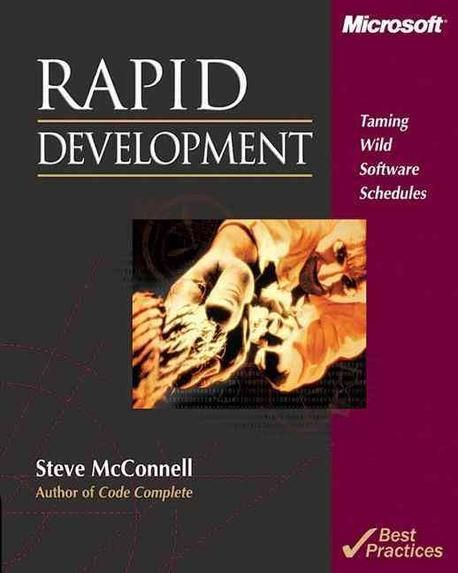 Microsoft®
RAPID
DEVELOPMENT
Taming
Wild
Software
Schedules
Steve McConnell
Author of Code Complete
Best
Practices